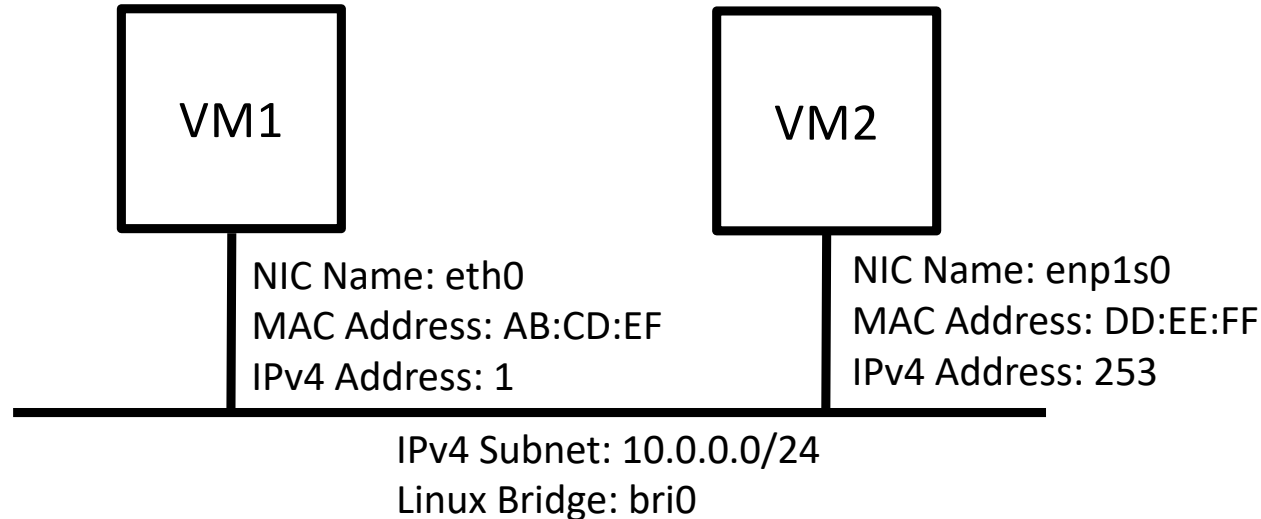 VM1
VM2
NIC Name: eth0
MAC Address: AB:CD:EF
IPv4 Address: 1
NIC Name: enp1s0
MAC Address: DD:EE:FF
IPv4 Address: 253
IPv4 Subnet: 10.0.0.0/24
Linux Bridge: bri0